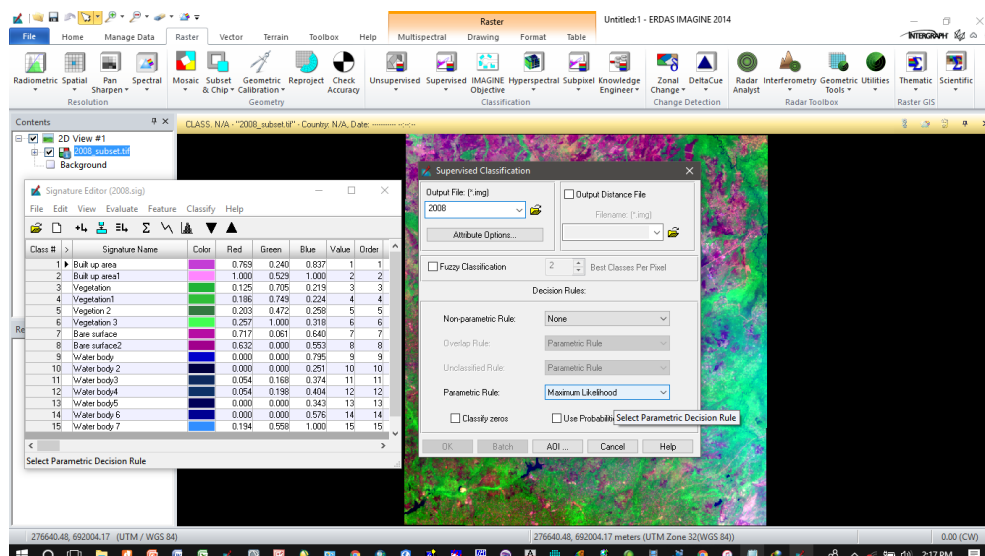 Raster
Untitled:1 - ERDAS IMAGINE 2014
File Home Manage Data Raster Vector Terrain Toolbox Help Multispectral Drawing Format Table
INTERGRAPH
Radiometric Spatial Pan Sharpen Spectral Mosaic Subset & Chip Geometric Calibration Reproject Check Accuracy Unsupervised Supervised IMAGINE Objective Hyperspectral Subpixel Knowledge Engineer Zonal Change DeltaCue Radar Analyst Interferometry Geometric Tools Utilities Thematic Scientific
Resolution Geometry Classification Change Detection Radar Toolbox Raster GIS
Contents
CLASS. N/A - "2008_subset.tif" - Country: N/A, Date: ---------- --:--:--
2D View #1
2008_subset.tif
Background
Signature Editor (2008.sig)
File Edit View Evaluate Feature Classify Help
Class # > Signature Name Color Red Green Blue Value Order
1 Built up area 0.769 0.240 0.837 1 1
2 Built up area1 1.000 0.529 1.000 2 2
3 Vegetation 0.125 0.705 0.219 3 3
4 Vegetation1 0.186 0.749 0.224 4 4
5 Vegetion 2 0.203 0.472 0.258 5 5
6 Vegetation 3 0.257 1.000 0.318 6 6
7 Bare surface 0.717 0.061 0.640 7 7
8 Bare surface2 0.632 0.000 0.553 8 8
9 Water body 0.000 0.000 0.795 9 9
10 Water body 2 0.000 0.000 0.251 10 10
11 Water body3 0.054 0.168 0.374 11 11
12 Water body4 0.054 0.198 0.404 12 12
13 Water body5 0.000 0.000 0.343 13 13
14 Water body 6 0.000 0.000 0.576 14 14
15 Water body 7 0.194 0.558 1.000 15 15
Select Parametric Decision Rule
Re
Supervised Classification
Output File: (*.img)
2008
Attribute Options...
Output Distance File
Filename: (*.img)
Fuzzy Classification 2 Best Classes Per Pixel
Decision Rules:
Non-parametric Rule: None
Overlap Rule: Parametric Rule
Unclassified Rule: Parametric Rule
Parametric Rule: Maximum Likelihood
Classify zeros Use Probabiliti
Select Parametric Decision Rule
OK Batch AOI ... Cancel Help
276640.48, 692004.17 (UTM / WGS 84)
276640.48, 692004.17 meters (UTM Zone 32(WGS 84))
0.00 (CW)
2:17 PM